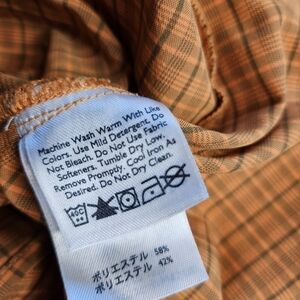 Machine Wash Warm With Like
Colors. Use Mild Detergent. Do
Not Bleach. Do Not Use Fabric
Softeners. Tumble Dry Low.
Remove Promptly. Cool Iron As
Desired. Do Not Dry Clean.
40C
ポリエステル 58%
ポリエステル 42%